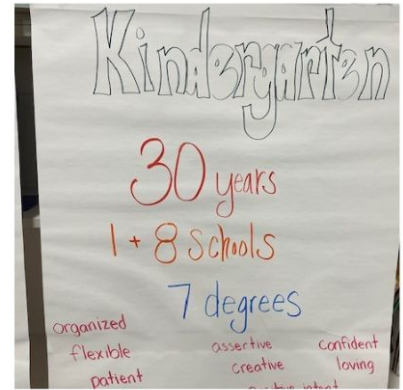 Kindergarten
30 years
1 + 8 Schools
7 degrees
organized assertive confident
flexible creative loving
patient